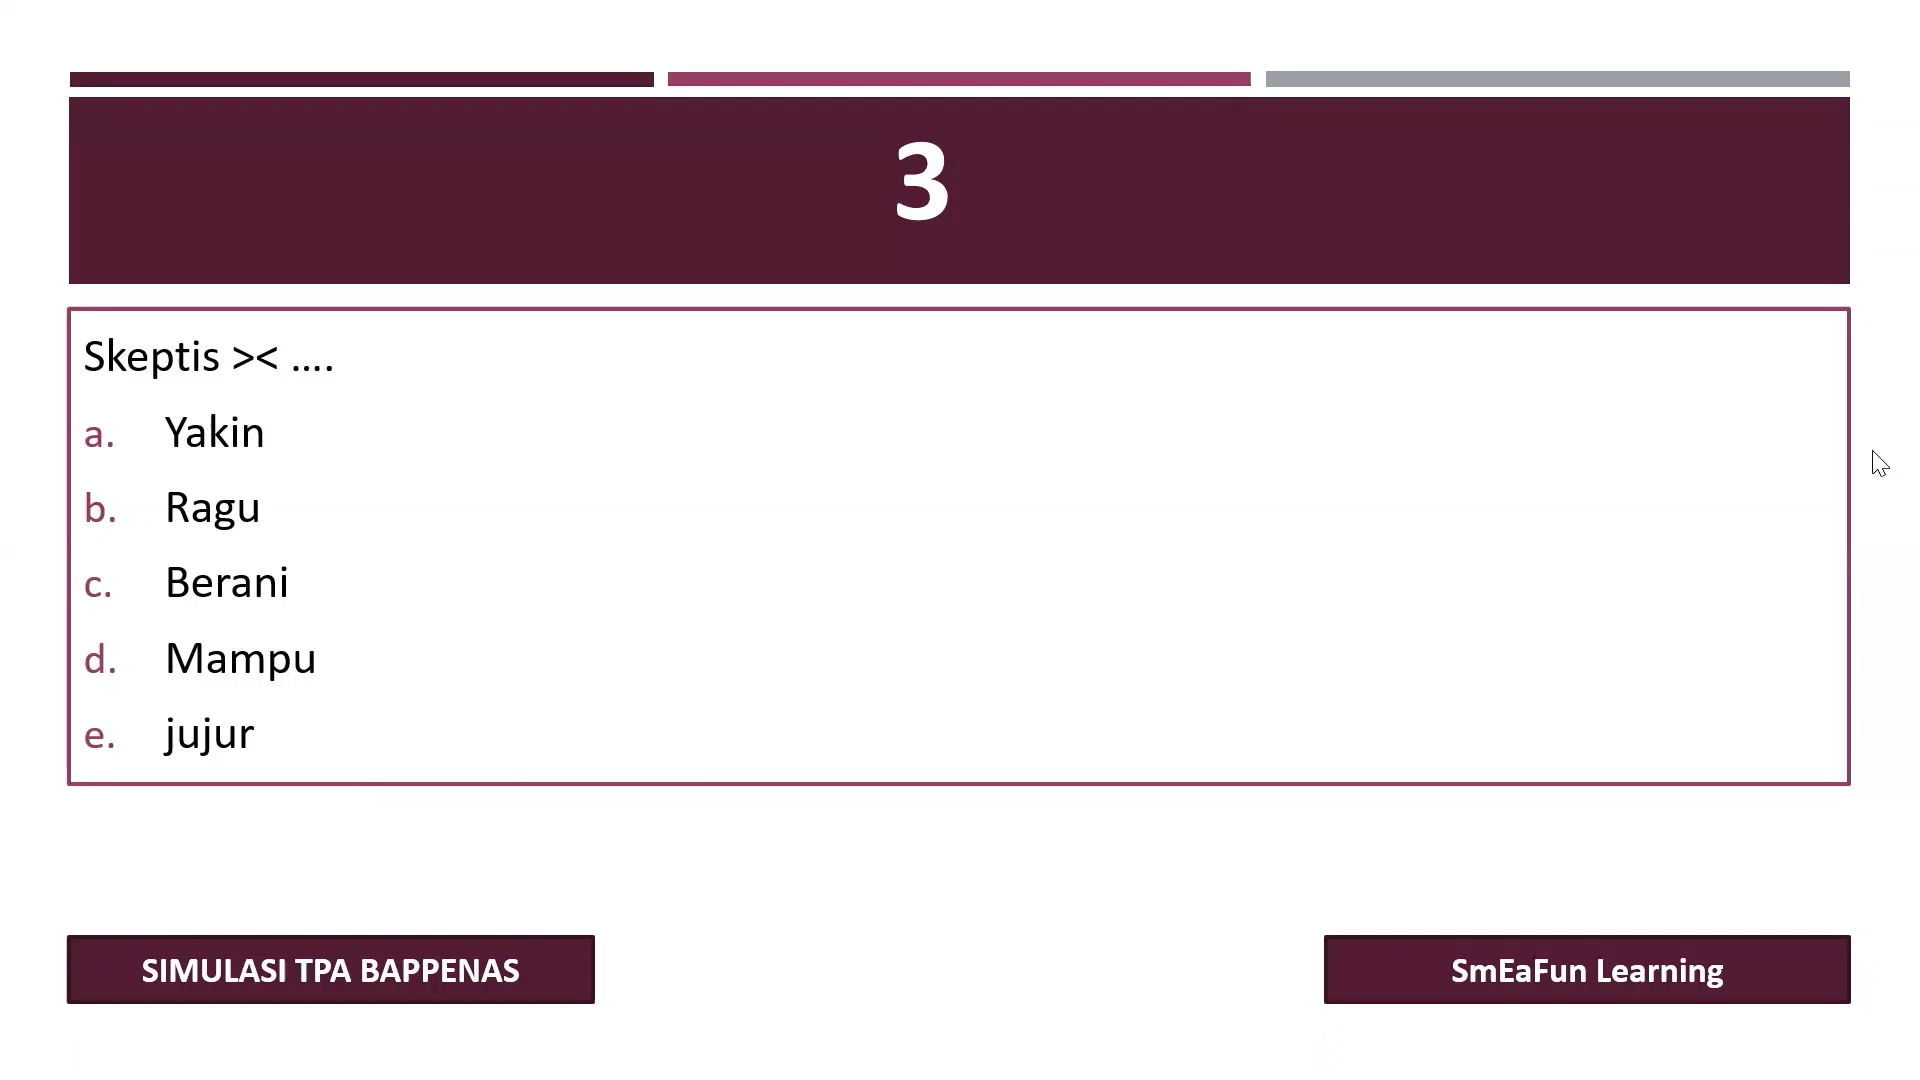 3
Skeptis >< ....
a. Yakin
b. Ragu
c. Berani
d. Mampu
e. jujur
SIMULASI TPA BAPPENAS
SmEaFun Learning